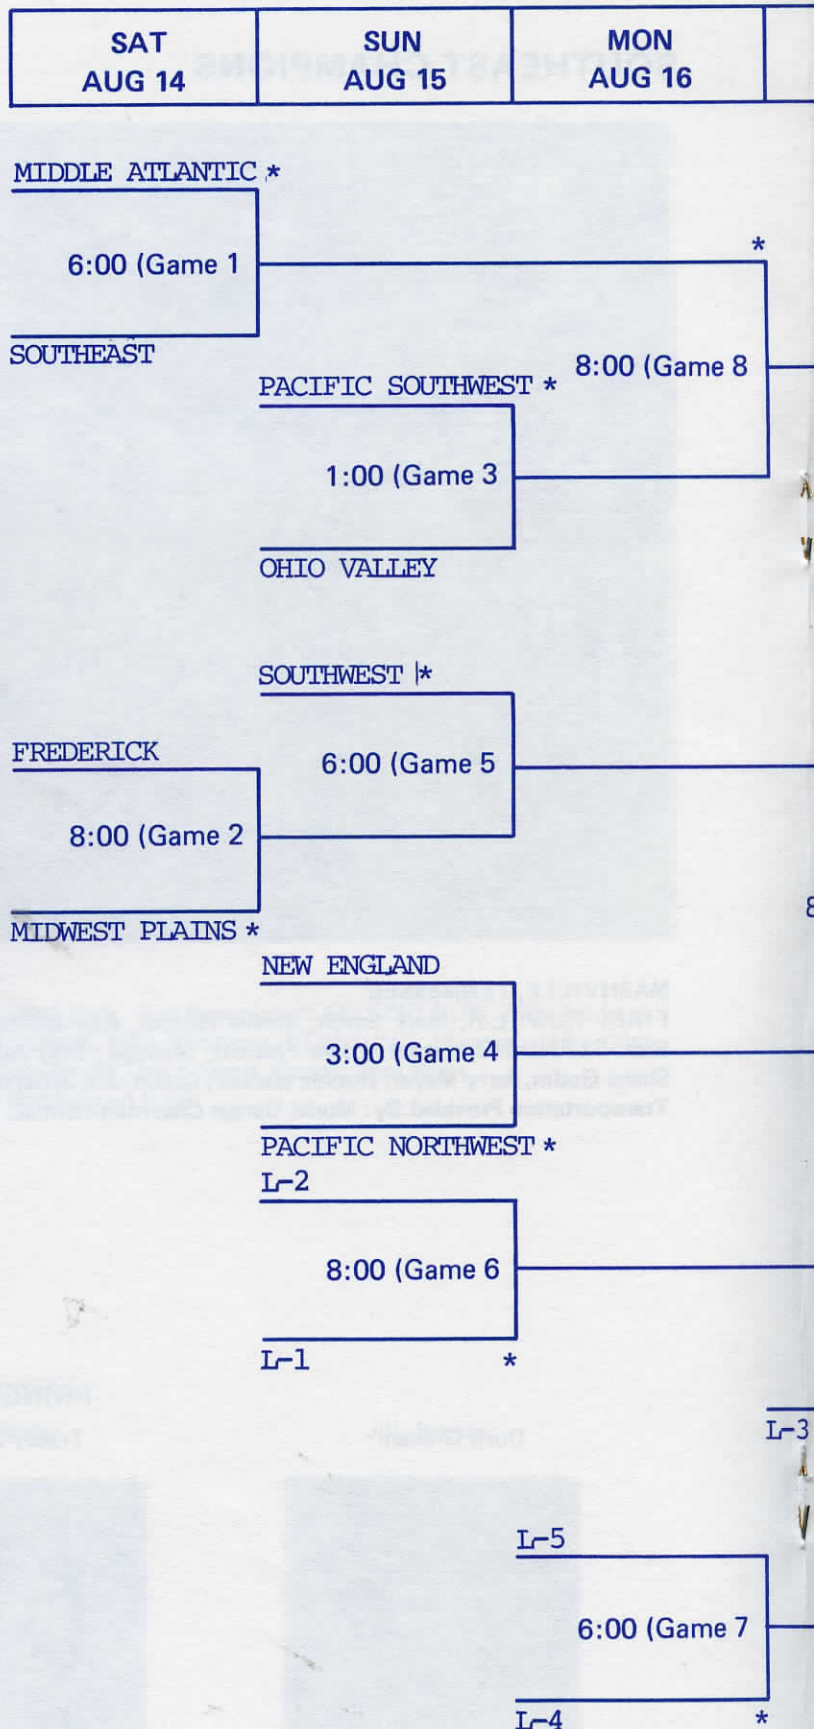 SAT
AUG 14
SUN
AUG 15
MON
AUG 16
MIDDLE ATLANTIC *
6:00 (Game 1
*
SOUTHEAST
8:00 (Game 8
PACIFIC SOUTHWEST *
1:00 (Game 3
OHIO VALLEY
SOUTHWEST *
FREDERICK
6:00 (Game 5
8:00 (Game 2
8
MIDWEST PLAINS *
NEW ENGLAND
3:00 (Game 4
PACIFIC NORTHWEST *
L-2
8:00 (Game 6
L-1 *
L-3
L-5
6:00 (Game 7
L-4 *